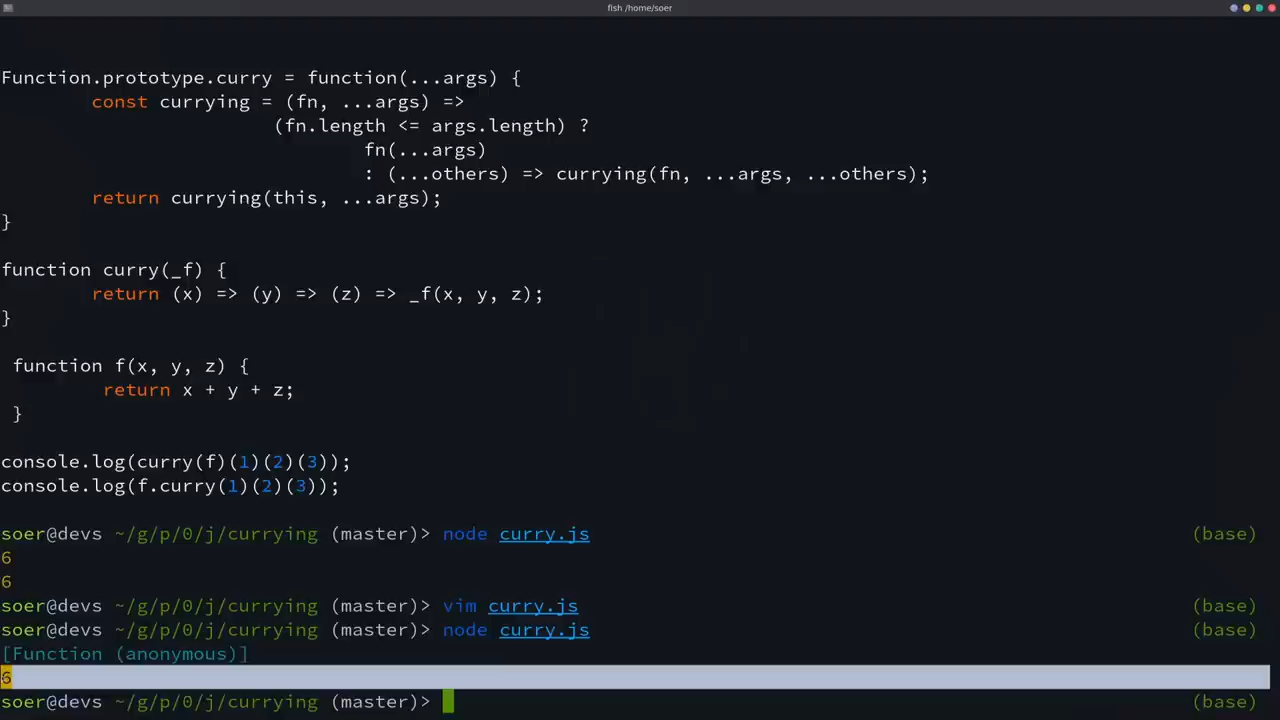 fish /home/soer
Function.prototype.curry = function(...args) {
        const currying = (fn, ...args) =>
                        (fn.length <= args.length) ?
                                fn(...args)
                                : (...others) => currying(fn, ...args, ...others);
        return currying(this, ...args);
}
function curry(_f) {
        return (x) => (y) => (z) => _f(x, y, z);
}
 function f(x, y, z) {
         return x + y + z;
 }
console.log(curry(f)(1)(2)(3));
console.log(f.curry(1)(2)(3));
soer@devs ~/g/p/0/j/currying (master)> node curry.js (base)
6
6
soer@devs ~/g/p/0/j/currying (master)> vim curry.js (base)
soer@devs ~/g/p/0/j/currying (master)> node curry.js (base)
[Function (anonymous)]
6
soer@devs ~/g/p/0/j/currying (master)> (base)